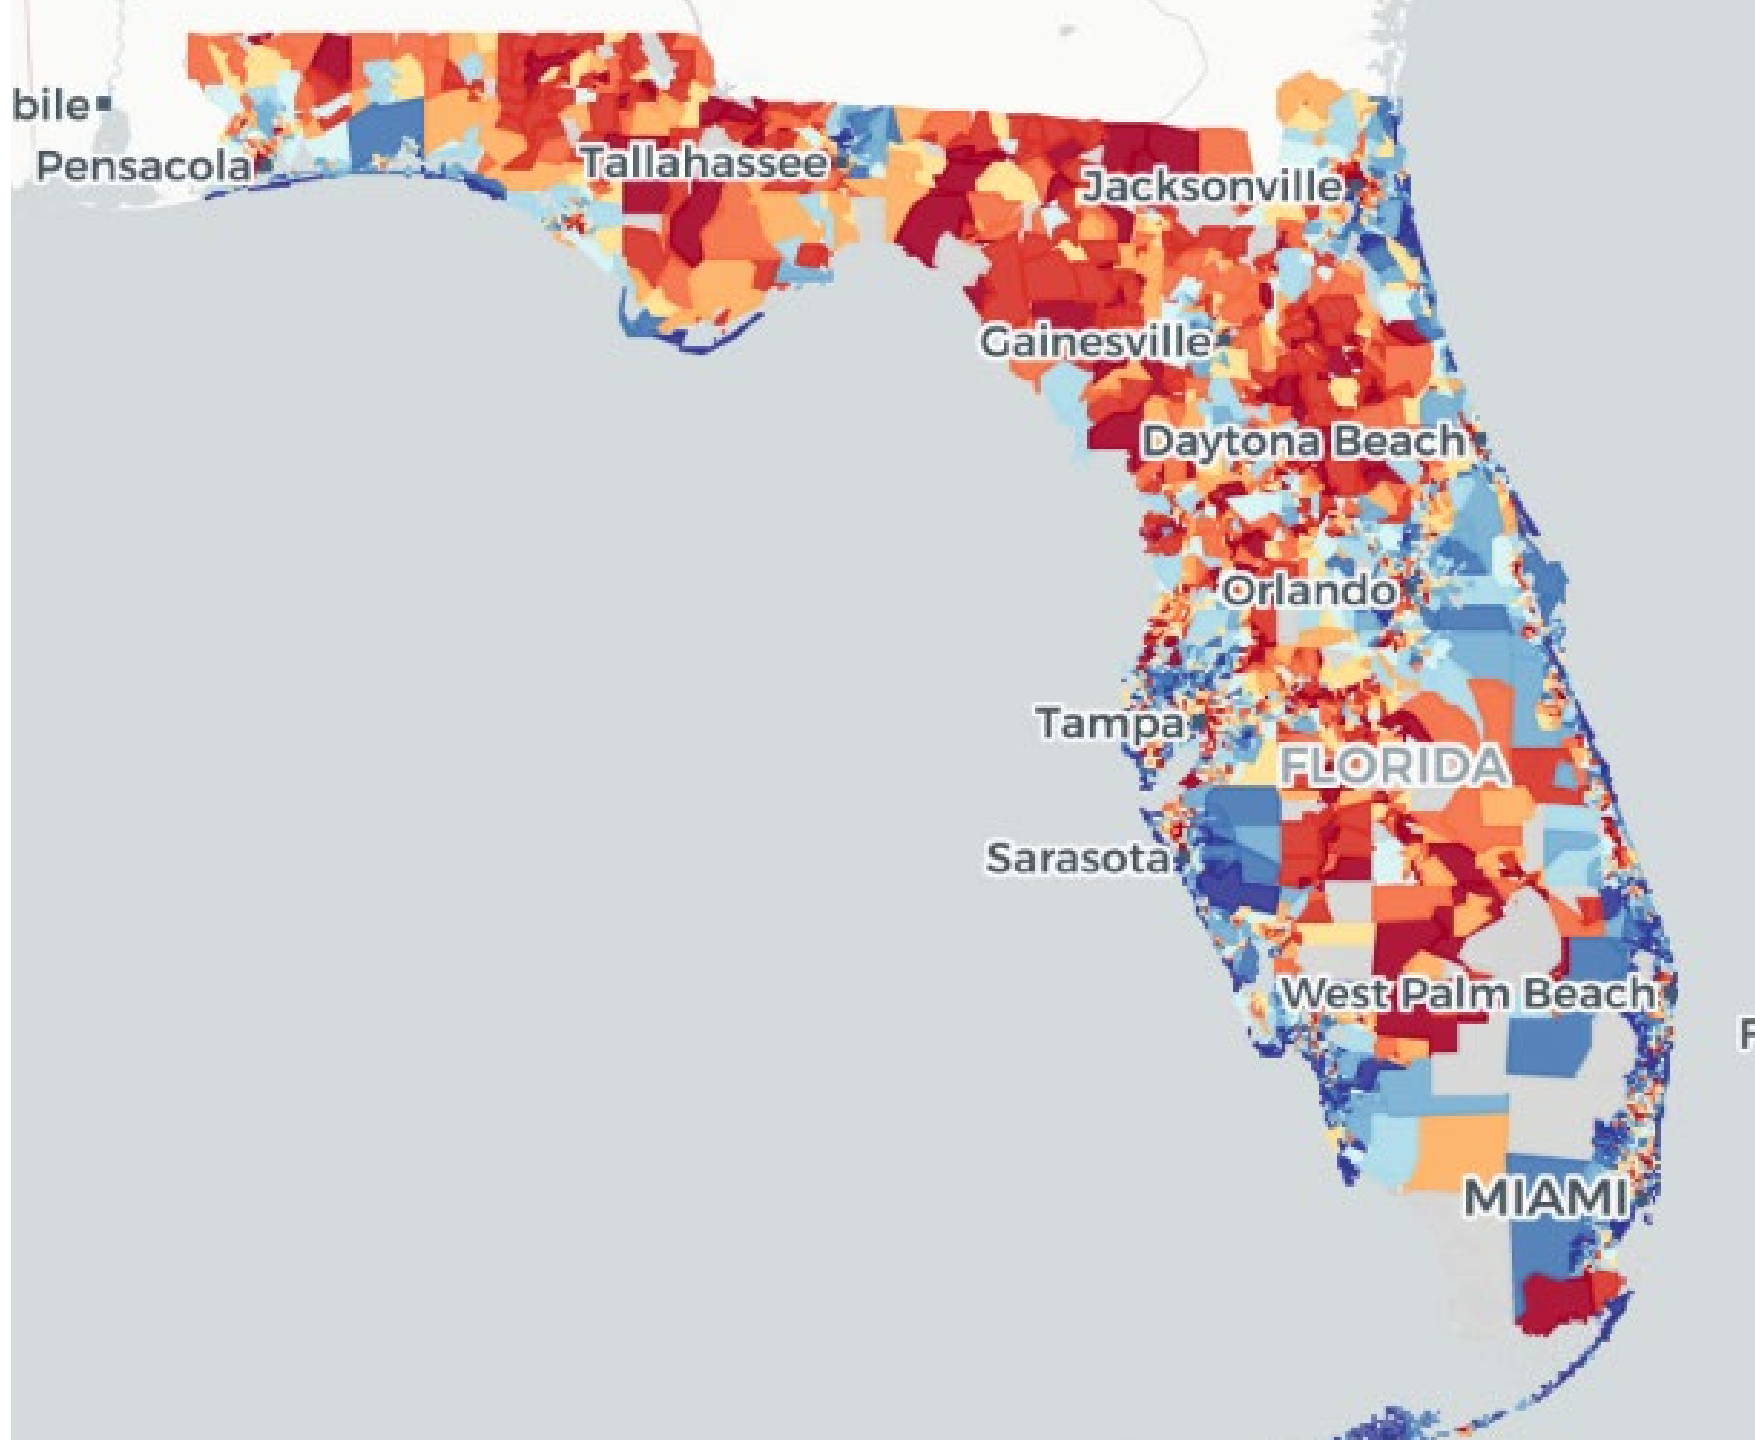 bile
Pensacola
Tallahassee
Jacksonville
Gainesville
Daytona Beach
Orlando
Tampa
FLORIDA
Sarasota
West Palm Beach
F
MIAMI